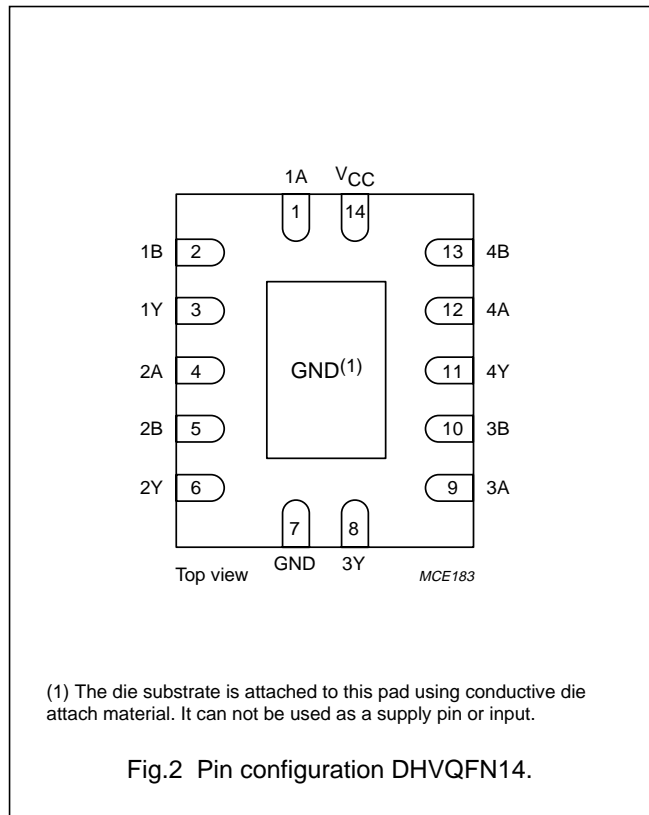 1A VCC
1 14
1B 2 13 4B
1Y 3 12 4A
2A 4 GND(1) 11 4Y
2B 5 10 3B
2Y 6 9 3A
7 8
Top view GND 3Y MCE183
(1) The die substrate is attached to this pad using conductive die
attach material. It can not be used as a supply pin or input.
Fig.2 Pin configuration DHVQFN14.